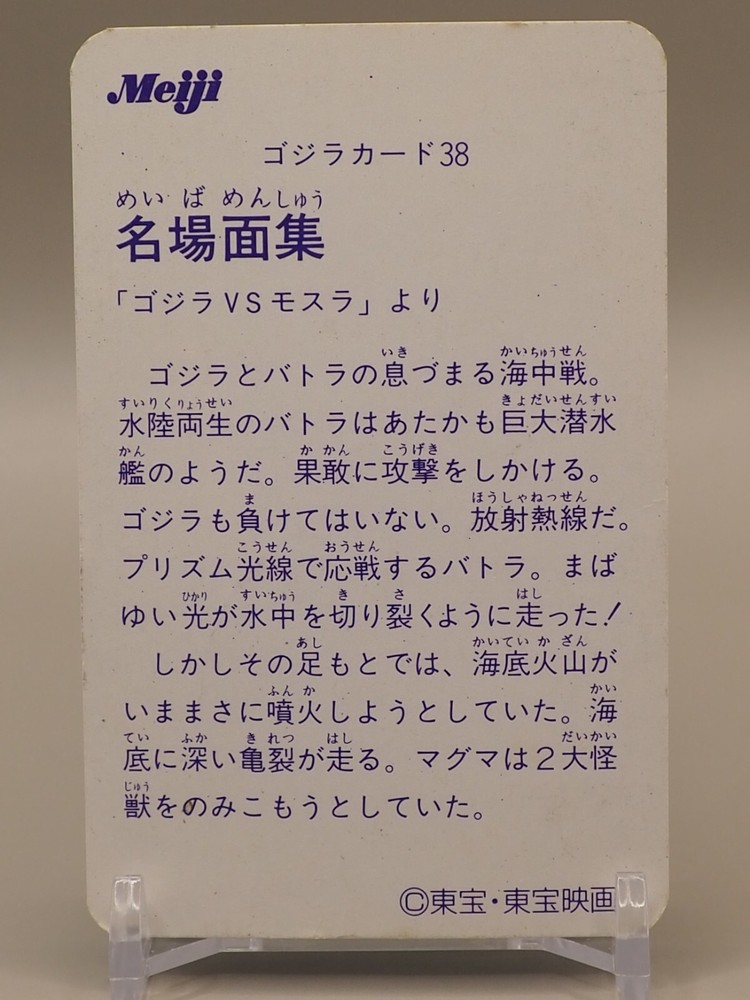 Meiji
ゴジラカード38
めいばめんしゅう
名場面集
「ゴジラVSモスラ」より
いき かいちゅうせん
ゴジラとバトラの息づまる海中戦。
すいりくりょうせい きょだいせんすい
水陸両生のバトラはあたかも巨大潜水
かん かかん こうげき
艦のようだ。果敢に攻撃をしかける。
ま ほうしゃねっせん
ゴジラも負けてはいない。放射熱線だ。
こうせん おうせん
プリズム光線で応戦するバトラ。まば
ひかり すいちゅう き さ はし
ゆい光が水中を切り裂くように走った!
あし かいていかざん
しかしその足もとでは、海底火山が
ふんか かい
いままさに噴火しようとしていた。海
てい ふか きれつ はし だいかい
底に深い亀裂が走る。マグマは2大怪
じゅう
獣をのみこもうとしていた。
©東宝・東宝映画